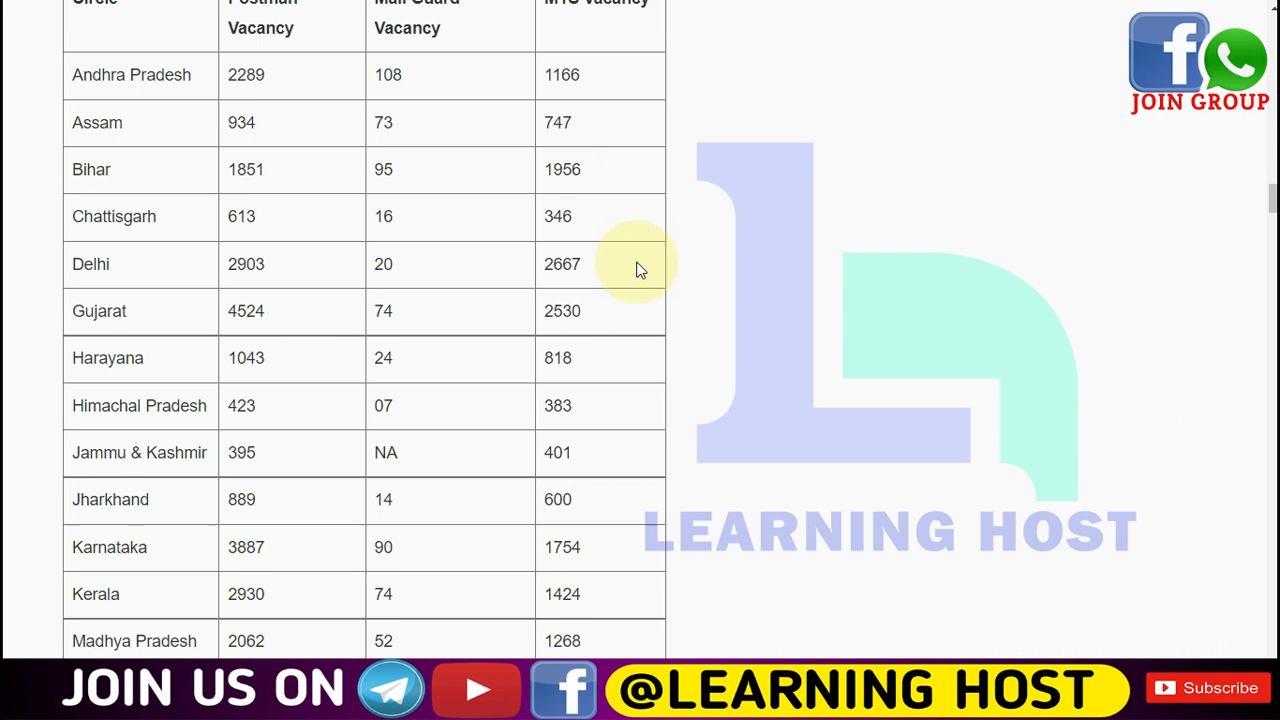 Circle Postman Mail Guard MTS Vacancy
Vacancy Vacancy
Andhra Pradesh 2289 108 1166
Assam 934 73 747
Bihar 1851 95 1956
Chattisgarh 613 16 346
Delhi 2903 20 2667
Gujarat 4524 74 2530
Harayana 1043 24 818
Himachal Pradesh 423 07 383
Jammu & Kashmir 395 NA 401
Jharkhand 889 14 600
Karnataka 3887 90 1754
Kerala 2930 74 1424
Madhya Pradesh 2062 52 1268
JOIN GROUP
LEARNING HOST
JOIN US ON @LEARNING HOST Subscribe